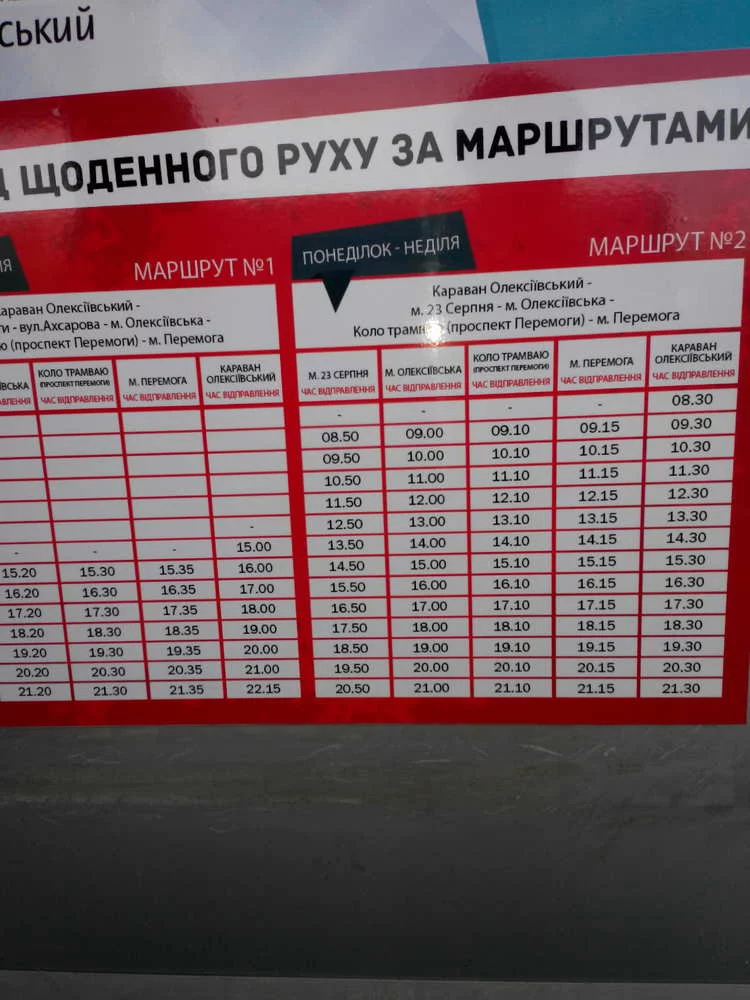 ський
Д ЩОДЕННОГО РУХУ ЗА МАРШРУТАМИ
Я МАРШРУТ №1
Караван Олексіївський -
ги - вул.Ахсарова - м. Олексіївська -
ю (проспект Перемоги) - м. Перемога
ІВСЬКА КОЛО ТРАМВАЮ (ПРОСПЕКТ ПЕРЕМОГИ) М. ПЕРЕМОГА КАРАВАН ОЛЕКСІЇВСЬКИЙ
ВЛЕННЯ ЧАС ВІДПРАВЛЕННЯ ЧАС ВІДПРАВЛЕННЯ ЧАС ВІДПРАВЛЕННЯ
-
- - - 15.00
15.20 15.30 15.35 16.00
16.20 16.30 16.35 17.00
17.20 17.30 17.35 18.00
18.20 18.30 18.35 19.00
19.20 19.30 19.35 20.00
20.20 20.30 20.35 21.00
21.20 21.30 21.35 22.15
ПОНЕДІЛОК - НЕДІЛЯ МАРШРУТ №2
Караван Олексіївський -
м. 23 Серпня - м. Олексіївська -
Коло трамваю (проспект Перемоги) - м. Перемога
М. 23 СЕРПНЯ М. ОЛЕКСІЇВСЬКА КОЛО ТРАМВАЮ (ПРОСПЕКТ ПЕРЕМОГИ) М. ПЕРЕМОГА КАРАВАН ОЛЕКСІЇВСЬКИЙ
ЧАС ВІДПРАВЛЕННЯ ЧАС ВІДПРАВЛЕННЯ ЧАС ВІДПРАВЛЕННЯ ЧАС ВІДПРАВЛЕННЯ ЧАС ВІДПРАВЛЕННЯ
- - - - 08.30
08.50 09.00 09.10 09.15 09.30
09.50 10.00 10.10 10.15 10.30
10.50 11.00 11.10 11.15 11.30
11.50 12.00 12.10 12.15 12.30
12.50 13.00 13.10 13.15 13.30
13.50 14.00 14.10 14.15 14.30
14.50 15.00 15.10 15.15 15.30
15.50 16.00 16.10 16.15 16.30
16.50 17.00 17.10 17.15 17.30
17.50 18.00 18.10 18.15 18.30
18.50 19.00 19.10 19.15 19.30
19.50 20.00 20.10 20.15 20.30
20.50 21.00 21.10 21.15 21.30